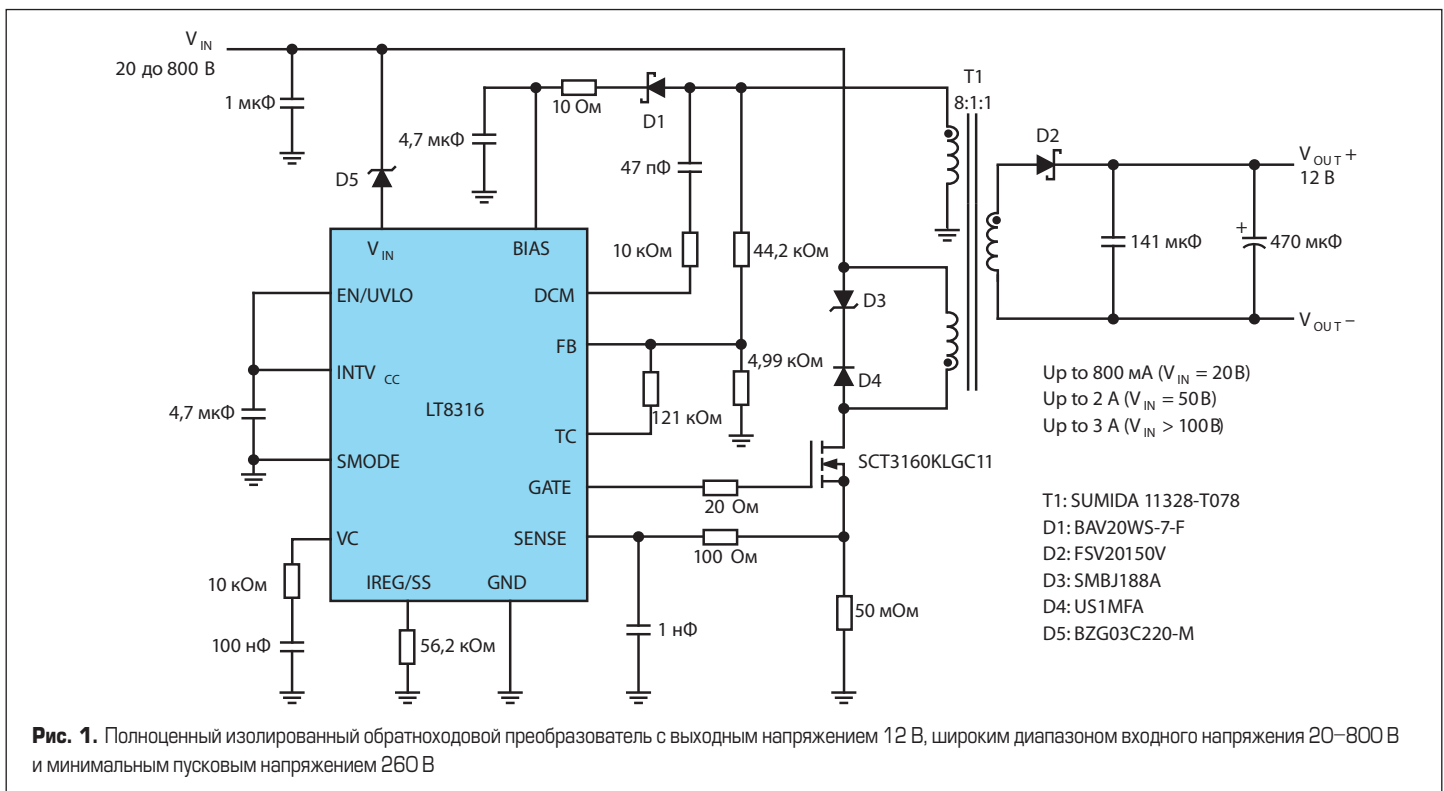 V IN
20 до 800 В
1 мкФ
D5
4,7 мкФ
10 Ом
D1
47 пФ
10 кОм
44,2 кОм
T1
8:1:1
D2
V OUT +
12 В
141 мкФ
+
470 мкФ
V OUT –
V IN
BIAS
EN/UVLO
DCM
D3
FB
INTV CC
4,99 кОм
D4
4,7 мкФ
LT8316
121 кОм
TC
SMODE
GATE
SCT3160KLGC11
20 Ом
VC
SENSE
100 Ом
10 кОм
IREG/SS
GND
50 мОм
100 нФ
56,2 кОм
1 нФ
Up to 800 мА (V IN = 20В)
Up to 2 А (V IN = 50В)
Up to 3 А (V IN > 100В)
T1: SUMIDA 11328-T078
D1: BAV20WS-7-F
D2: FSV20150V
D3: SMBJ188A
D4: US1MFA
D5: BZG03C220-M
Рис. 1. Полноценный изолированный обратноходовой преобразователь с выходным напряжением 12 В, широким диапазоном входного напряжения 20–800 В
и минимальным пусковым напряжением 260 В